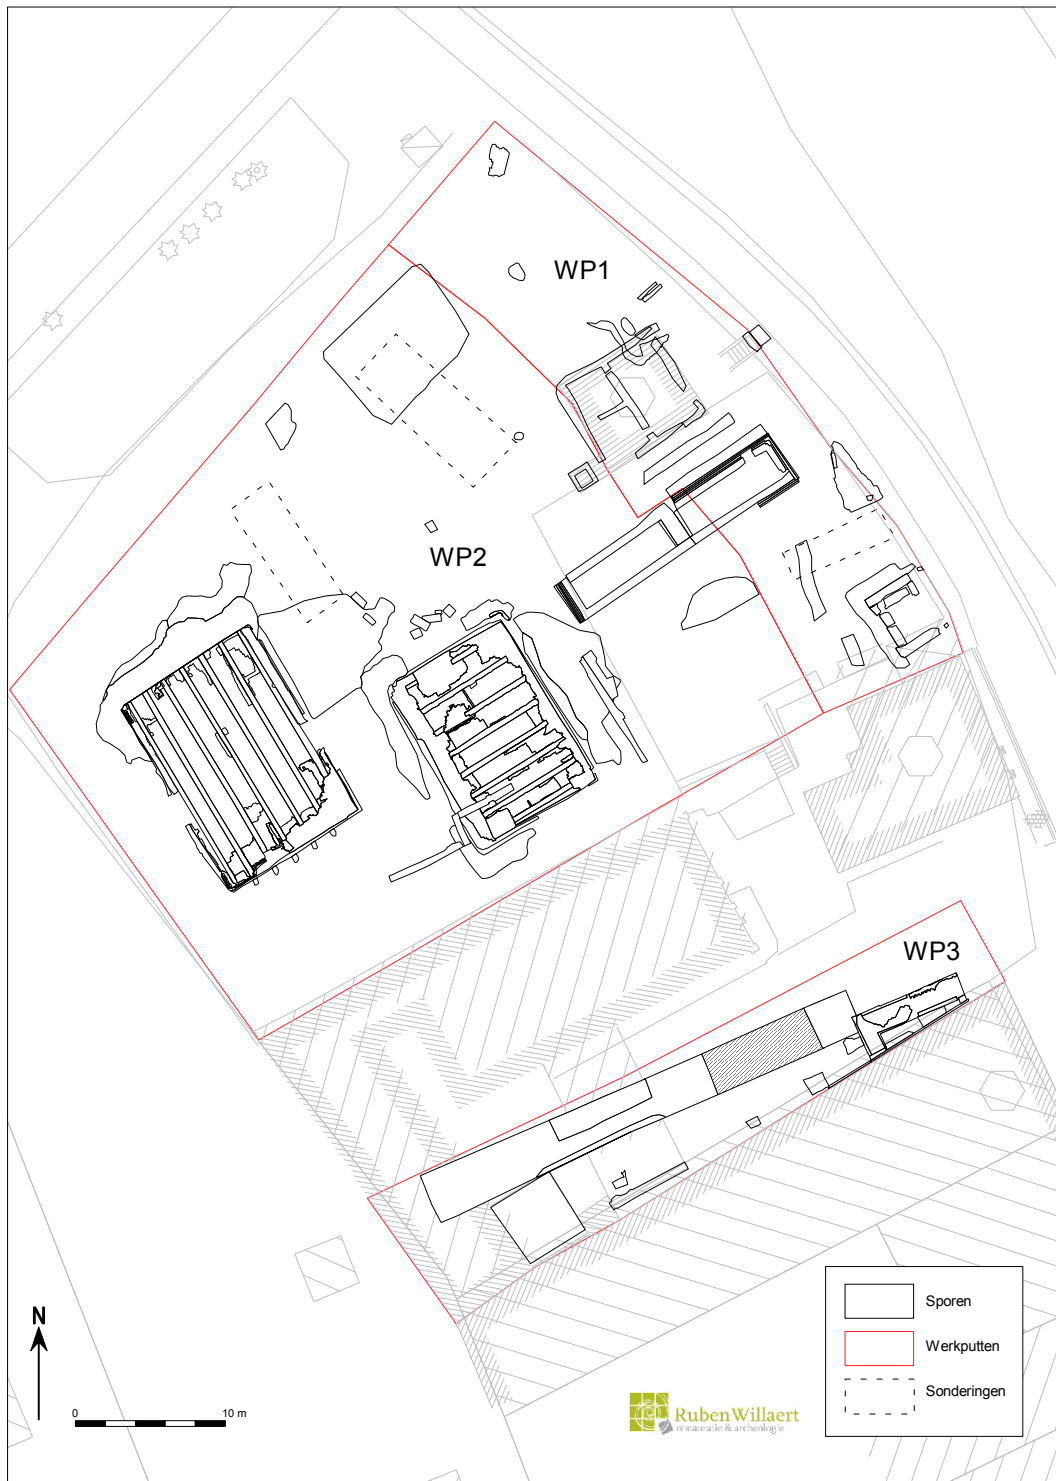 WP1
WP2
WP3
Sporen
Werkputten
Sonderingen
N
0 10 m
RubenWillaert
restauratie & archeologie